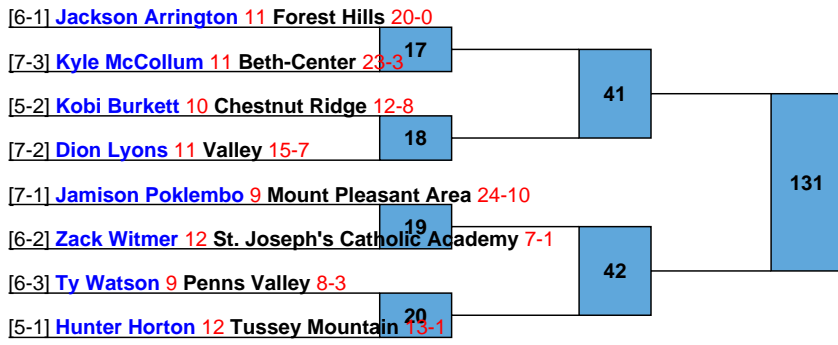 [6-1] Jackson Arrington 11 Forest Hills 20-0
17
[7-3] Kyle McCollum 11 Beth-Center 23-3
41
[5-2] Kobi Burkett 10 Chestnut Ridge 12-8
18
[7-2] Dion Lyons 11 Valley 15-7
131
[7-1] Jamison Poklembo 9 Mount Pleasant Area 24-10
19
[6-2] Zack Witmer 12 St. Joseph's Catholic Academy 7-1
42
[6-3] Ty Watson 9 Penns Valley 8-3
20
[5-1] Hunter Horton 12 Tussey Mountain 13-1